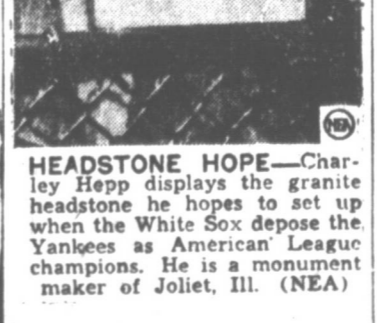 NEA
HEADSTONE HOPE—Char-
ley Hepp displays the granite
headstone he hopes to set up
when the White Sox depose the
Yankees as American League
champions. He is a monument
maker of Joliet, Ill. (NEA)